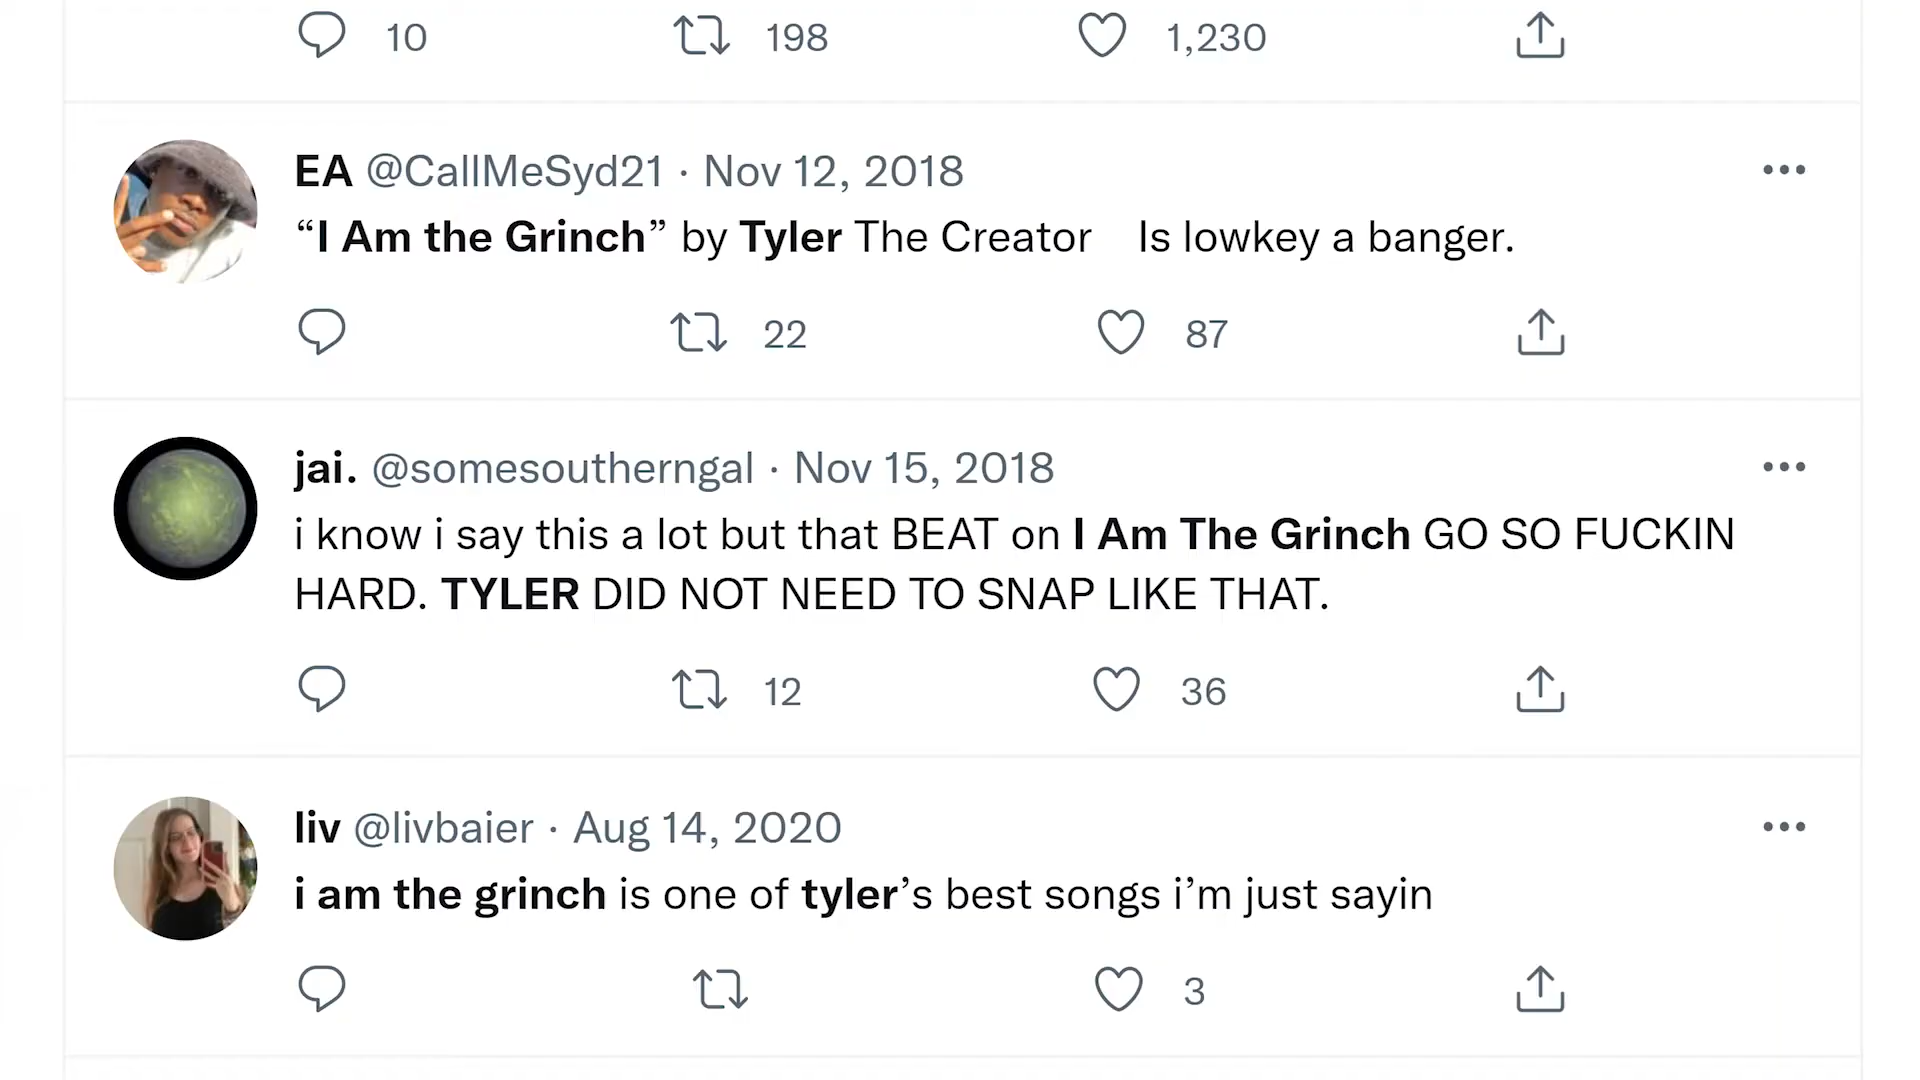 10 198 1,230
EA @CallMeSyd21 · Nov 12, 2018
“I Am the Grinch” by Tyler The Creator Is lowkey a banger.
22 87
jai. @somesoutherngal · Nov 15, 2018
i know i say this a lot but that BEAT on I Am The Grinch GO SO FUCKIN
HARD. TYLER DID NOT NEED TO SNAP LIKE THAT.
12 36
liv @livbaier · Aug 14, 2020
i am the grinch is one of tyler’s best songs i’m just sayin
3